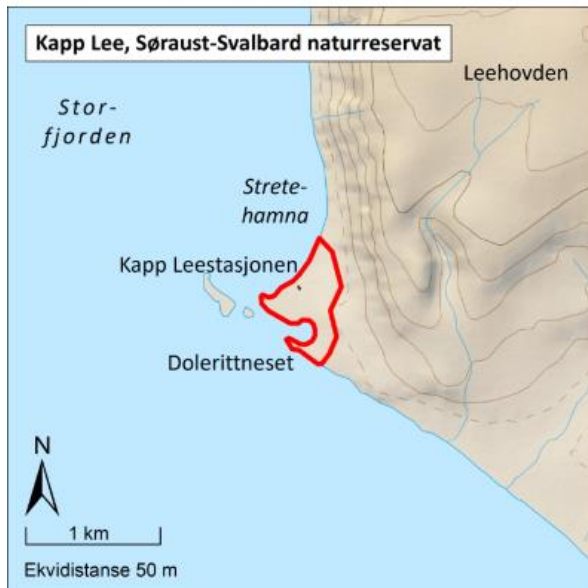 Kapp Lee, Søraust-Svalbard naturreservat
Leehovden
Stor-
fjorden
Strete-
hamna
Kapp Leestasjonen
Dolerittneset
N
1 km
Ekvidistanse 50 m